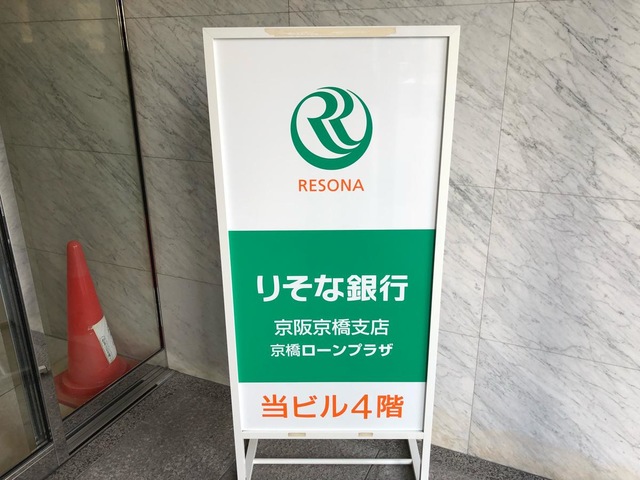 RESONA
りそな銀行
京阪京橋支店
京橋ローンプラザ
当ビル4階